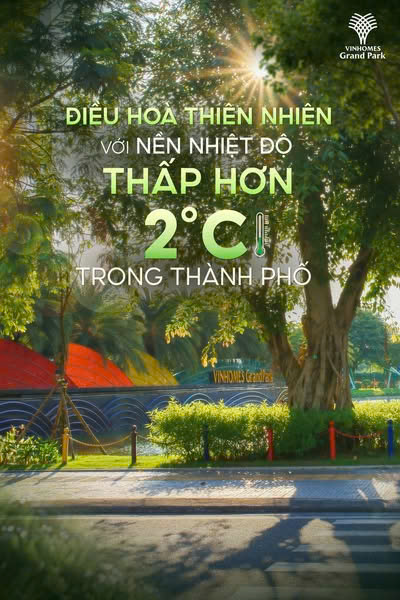 VINHOMES
Grand Park
ĐIỀU HOÀ THIÊN NHIÊN
VỚI NỀN NHIỆT ĐỘ
THẤP HƠN
2°C
TRONG THÀNH PHỐ
VINHOMES Grand Park